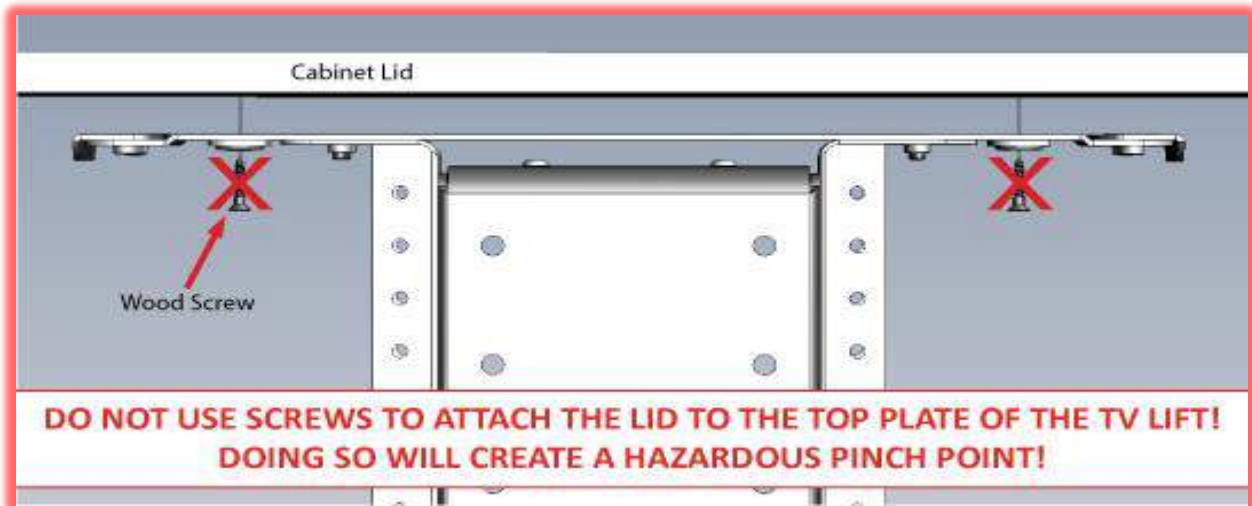 Cabinet Lid
Wood Screw
DO NOT USE SCREWS TO ATTACH THE LID TO THE TOP PLATE OF THE TV LIFT!
DOING SO WILL CREATE A HAZARDOUS PINCH POINT!